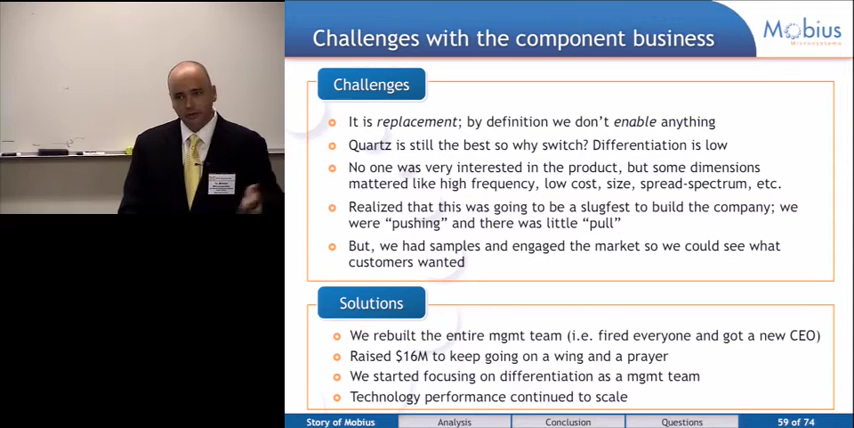 Challenges with the component business
Mobius
Microsystems
Challenges
It is replacement; by definition we don't enable anything
Quartz is still the best so why switch? Differentiation is low
No one was very interested in the product, but some dimensions
mattered like high frequency, low cost, size, spread-spectrum, etc.
Realized that this was going to be a slugfest to build the company; we
were "pushing" and there was little "pull"
But, we had samples and engaged the market so we could see what
customers wanted
Solutions
We rebuilt the entire mgmt team (i.e. fired everyone and got a new CEO)
Raised $16M to keep going on a wing and a prayer
We started focusing on differentiation as a mgmt team
Technology performance continued to scale
Story of Mobius
Analysis
Conclusion
Questions
59 of 74